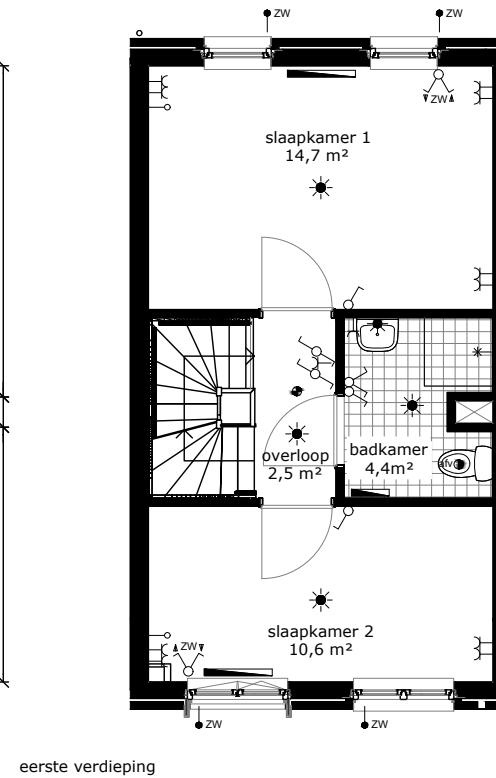 ZW
ZW
ZW
slaapkamer 1
14,7 m²
overloop
2,5 m²
badkamer
4,4m²
afvo
slaapkamer 2
10,6 m²
ZW
ZW
ZW
eerste verdieping